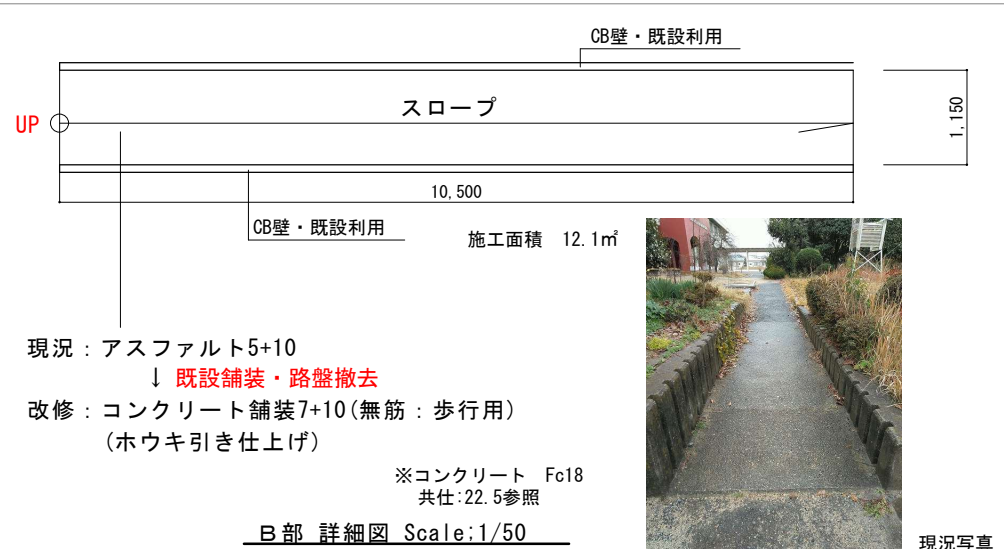 CB壁・既設利用
スロープ
UP
1,150
10,500
CB壁・既設利用
施工面積 12.1㎡
現況：アスファルト5+10
↓ 既設舗装・路盤撤去
改修：コンクリート舗装7+10(無筋：歩行用)
(ホウキ引き仕上げ)
※コンクリート Fc18
共仕:22.5参照
B部 詳細図 Scale;1/50
現況写真